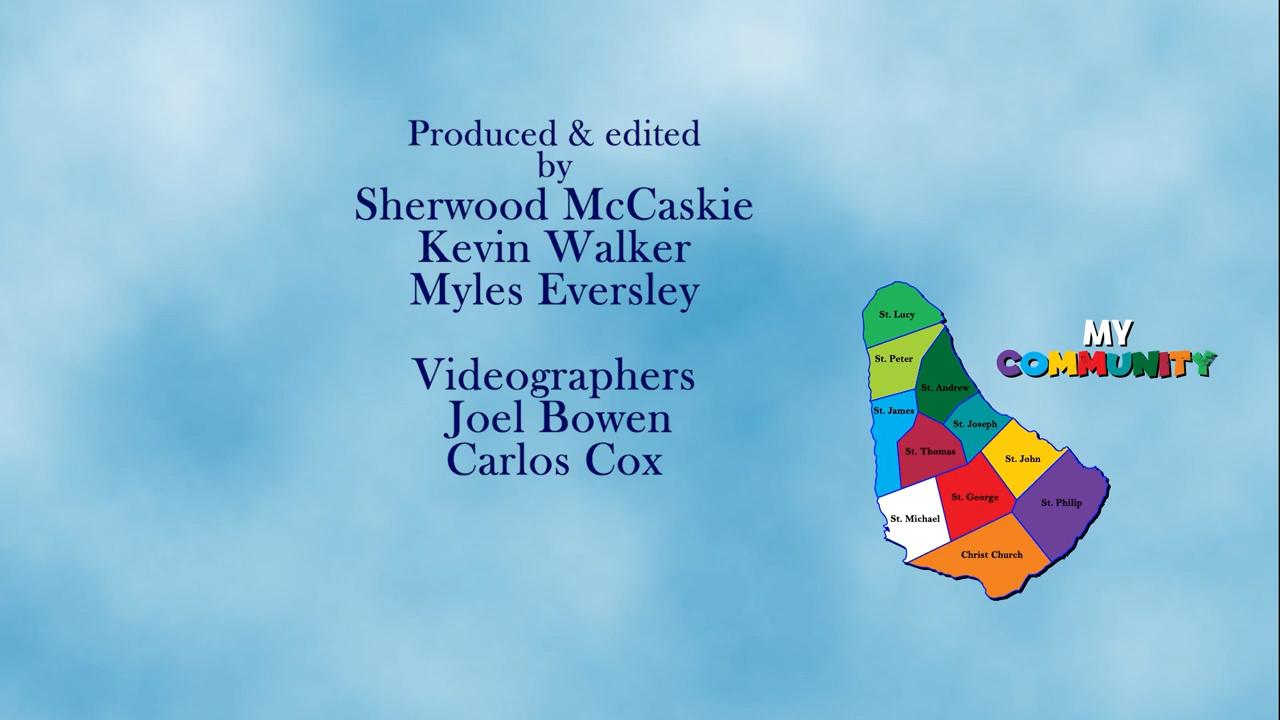 Produced & edited
by
Sherwood McCaskie
Kevin Walker
Myles Eversley
Videographers
Joel Bowen
Carlos Cox
MY
COMMUNITY
St. Lucy
St. Peter
St. Andrew
St. James
St. Joseph
St. Thomas
St. John
St. George
St. Philip
St. Michael
Christ Church